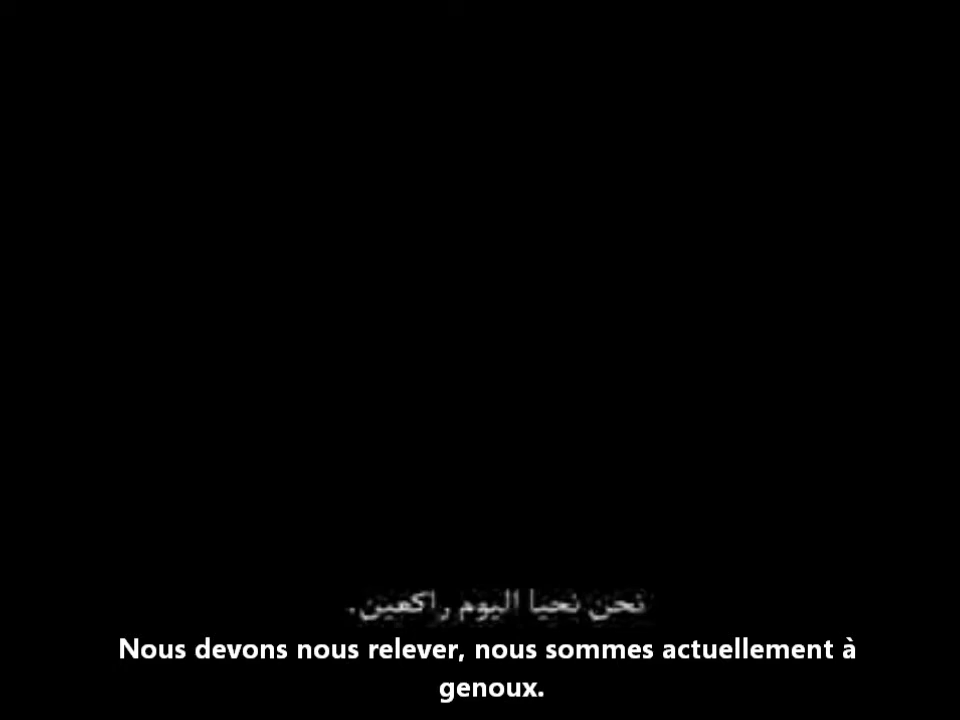 نحن نحيا اليوم راكعين.
Nous devons nous relever, nous sommes actuellement à
genoux.